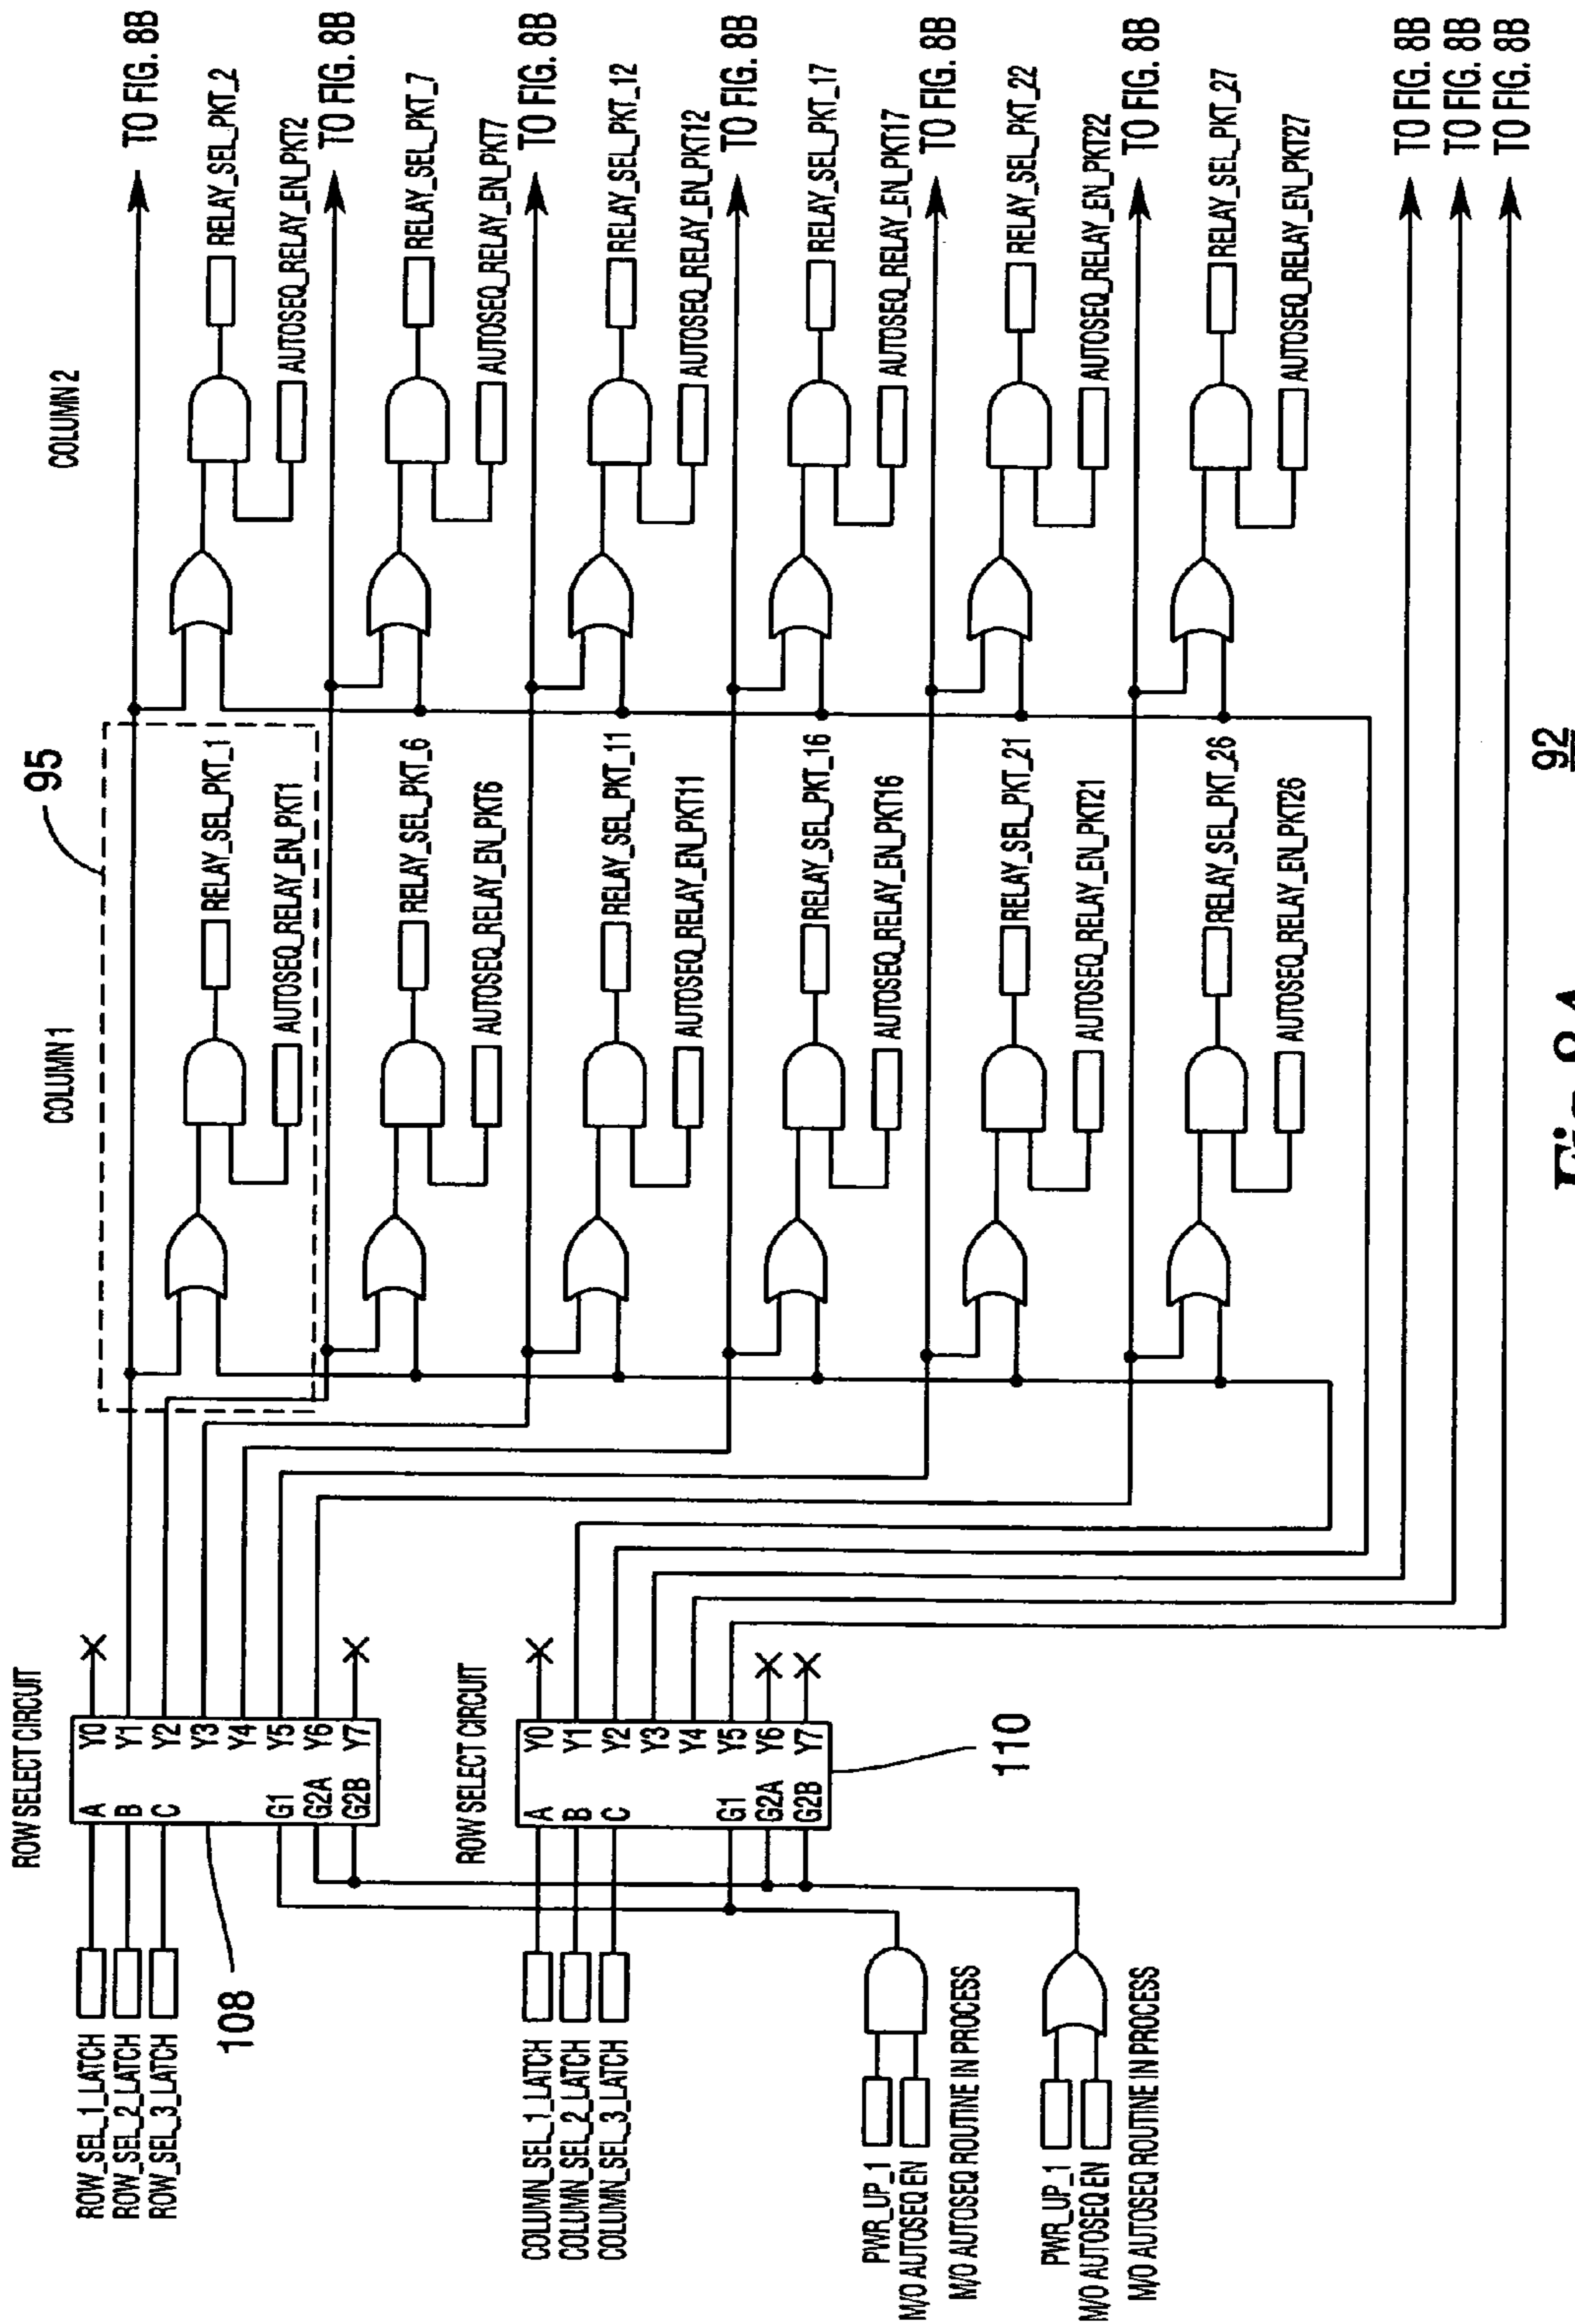 ROW SELECT CIRCUIT
ROW_SEL_1_LATCH
ROW_SEL_2_LATCH
ROW_SEL_3_LATCH
A
B
C
G1
G2A
G2B
Y0
Y1
Y2
Y3
Y4
Y5
Y6
Y7
108
ROW SELECT CIRCUIT
COLUMN_SEL_1_LATCH
COLUMN_SEL_2_LATCH
COLUMN_SEL_3_LATCH
A
B
C
G1
G2A
G2B
Y0
Y1
Y2
Y3
Y4
Y5
Y6
Y7
110
PWR_UP_1
M/O AUTOSEQ EN
M/O AUTOSEQ ROUTINE IN PROCESS
PWR_UP_1
M/O AUTOSEQ EN
M/O AUTOSEQ ROUTINE IN PROCESS
95
COLUMN 1
RELAY_SEL_PKT_1
AUTOSEQ_RELAY_EN_PKT1
RELAY_SEL_PKT_6
AUTOSEQ_RELAY_EN_PKT6
RELAY_SEL_PKT_11
AUTOSEQ_RELAY_EN_PKT11
RELAY_SEL_PKT_16
AUTOSEQ_RELAY_EN_PKT16
RELAY_SEL_PKT_21
AUTOSEQ_RELAY_EN_PKT21
RELAY_SEL_PKT_26
AUTOSEQ_RELAY_EN_PKT26
COLUMN 2
TO FIG. 8B
RELAY_SEL_PKT_2
AUTOSEQ_RELAY_EN_PKT2
TO FIG. 8B
RELAY_SEL_PKT_7
AUTOSEQ_RELAY_EN_PKT7
TO FIG. 8B
RELAY_SEL_PKT_12
AUTOSEQ_RELAY_EN_PKT12
TO FIG. 8B
RELAY_SEL_PKT_17
AUTOSEQ_RELAY_EN_PKT17
TO FIG. 8B
RELAY_SEL_PKT_22
AUTOSEQ_RELAY_EN_PKT22
TO FIG. 8B
RELAY_SEL_PKT_27
AUTOSEQ_RELAY_EN_PKT27
TO FIG. 8B
TO FIG. 8B
TO FIG. 8B
92
Fig. 8A